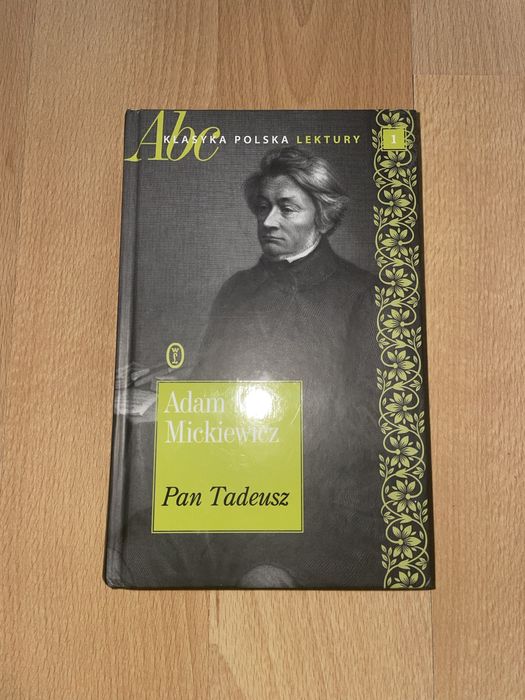 Abc KLASYKA POLSKA LEKTURY 1
Adam
Mickiewicz
Pan Tadeusz